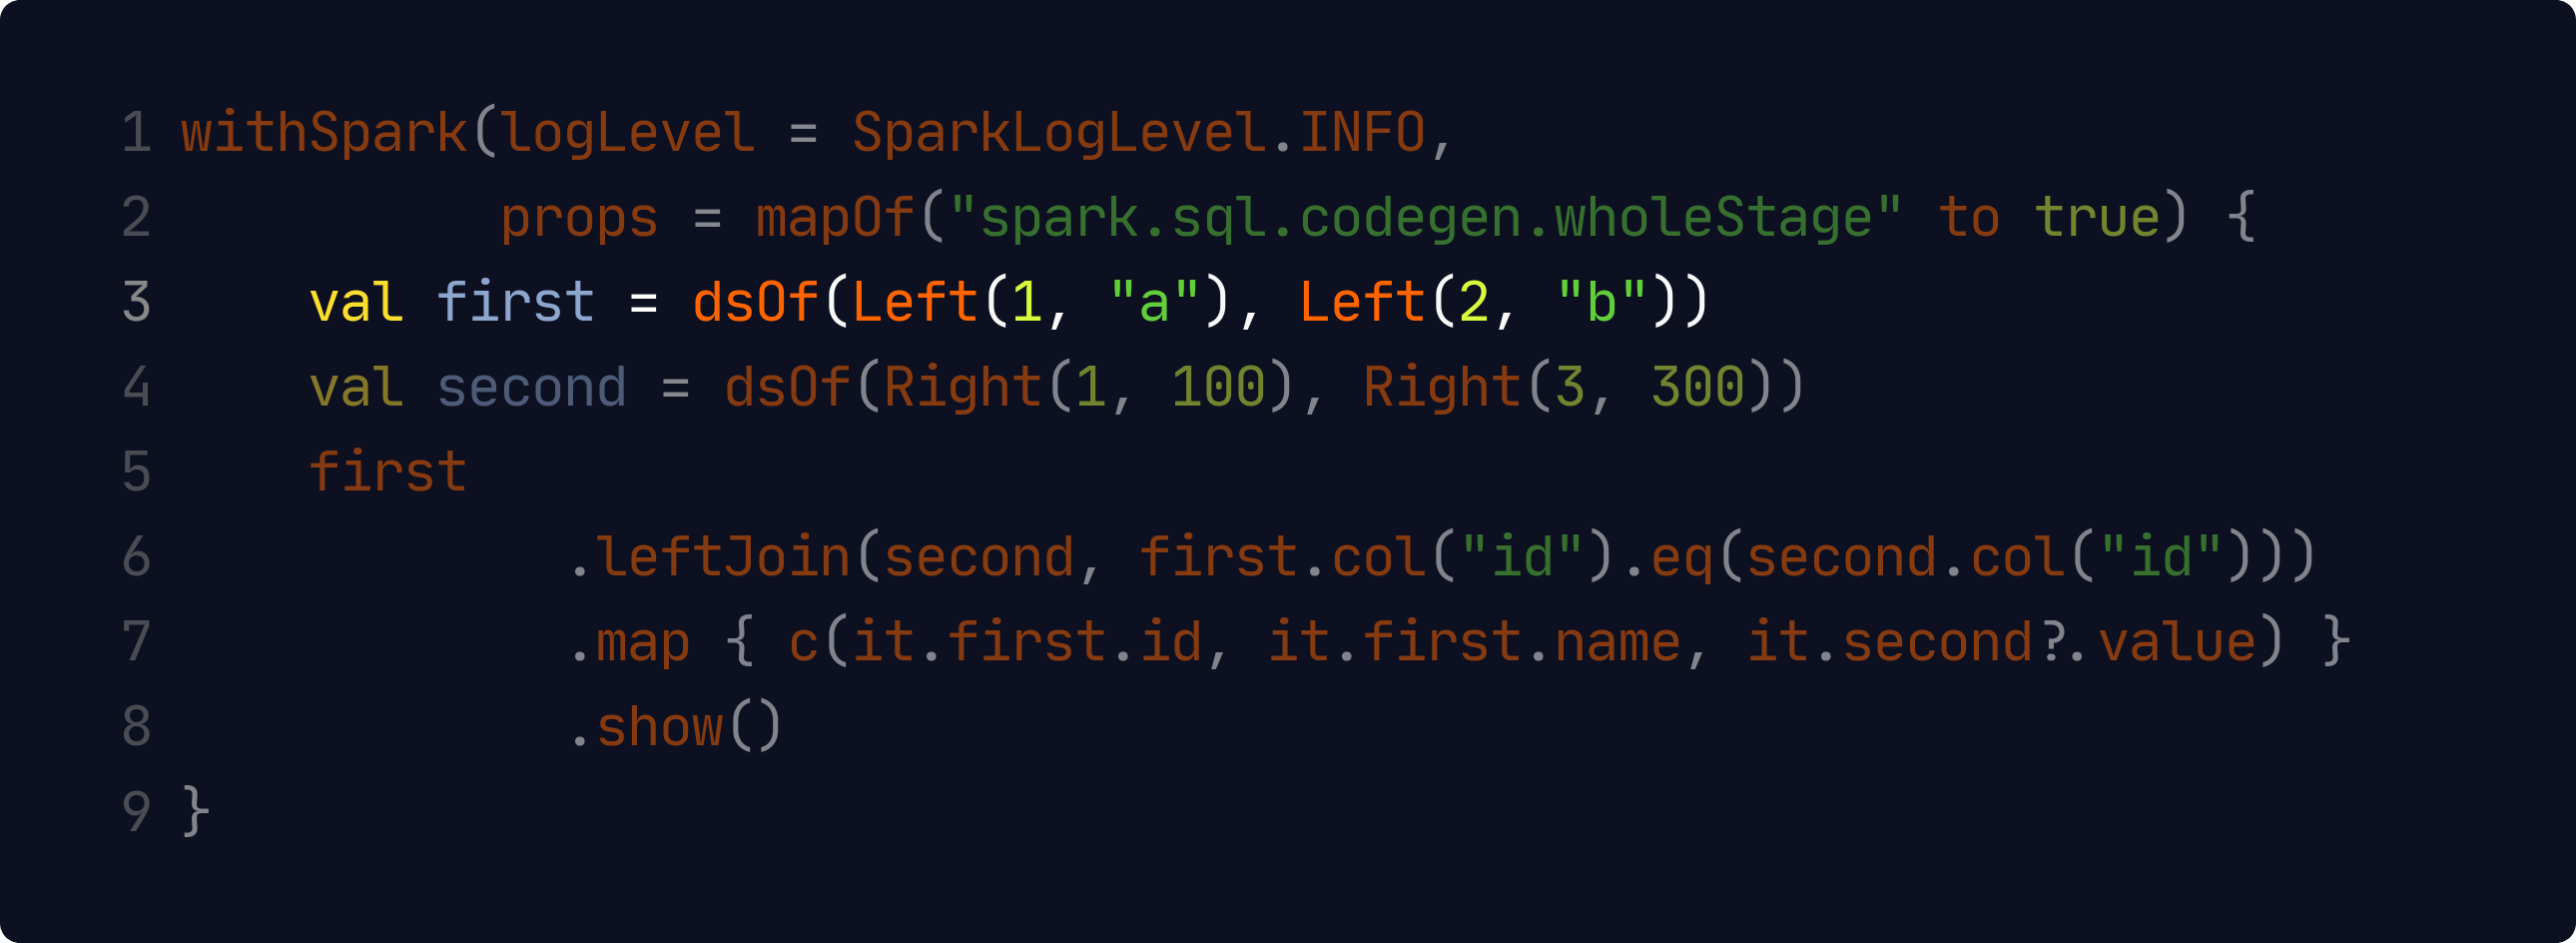 1 withSpark(logLevel = SparkLogLevel.INFO,
2           props = mapOf("spark.sql.codegen.wholeStage" to true) {
3     val first = dsOf(Left(1, "a"), Left(2, "b"))
4     val second = dsOf(Right(1, 100), Right(3, 300))
5     first
6             .leftJoin(second, first.col("id").eq(second.col("id")))
7             .map { c(it.first.id, it.first.name, it.second?.value) }
8             .show()
9 }